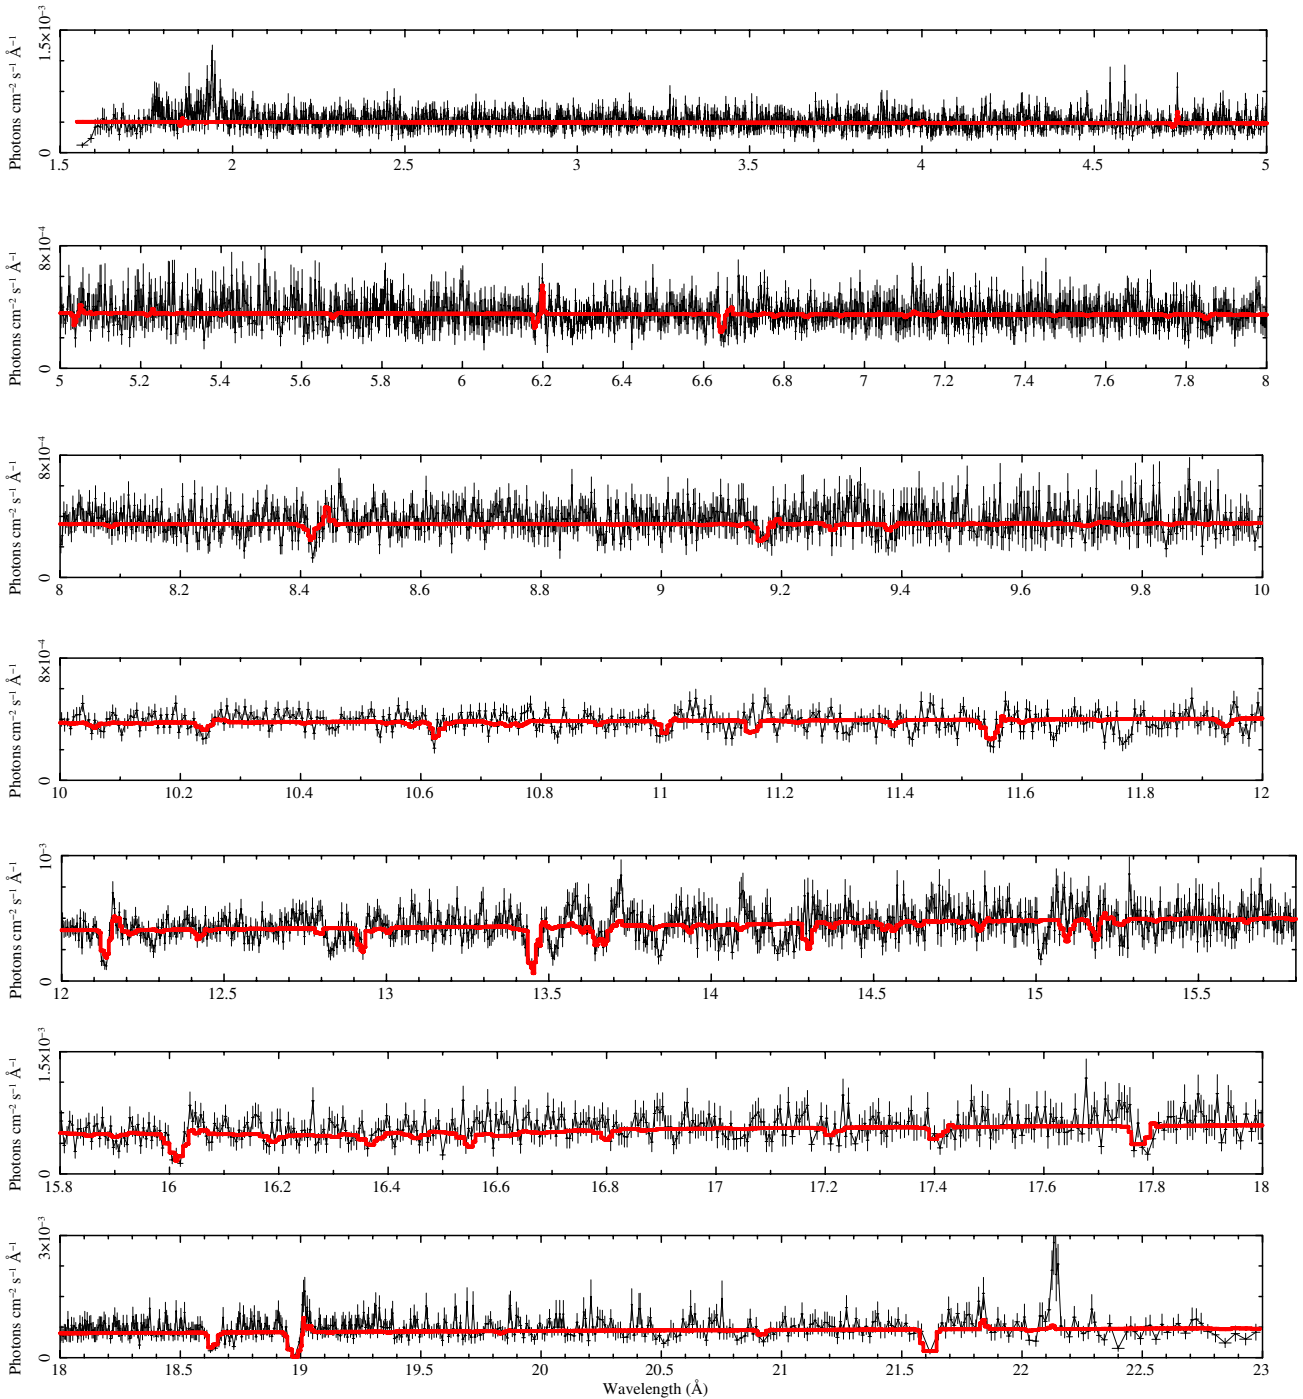 Photons cm⁻² s⁻¹ Å⁻¹
0 1.5×10⁻³
1.5 2 2.5 3 3.5 4 4.5 5
Photons cm⁻² s⁻¹ Å⁻¹
0 8×10⁻⁴
5 5.2 5.4 5.6 5.8 6 6.2 6.4 6.6 6.8 7 7.2 7.4 7.6 7.8 8
Photons cm⁻² s⁻¹ Å⁻¹
0 8×10⁻⁴
8 8.2 8.4 8.6 8.8 9 9.2 9.4 9.6 9.8 10
Photons cm⁻² s⁻¹ Å⁻¹
0 8×10⁻⁴
10 10.2 10.4 10.6 10.8 11 11.2 11.4 11.6 11.8 12
Photons cm⁻² s⁻¹ Å⁻¹
0 10⁻³
12 12.5 13 13.5 14 14.5 15 15.5
Photons cm⁻² s⁻¹ Å⁻¹
0 1.5×10⁻³
15.8 16 16.2 16.4 16.6 16.8 17 17.2 17.4 17.6 17.8 18
Photons cm⁻² s⁻¹ Å⁻¹
0 3×10⁻³
18 18.5 19 19.5 20 20.5 21 21.5 22 22.5 23
Wavelength (Å)